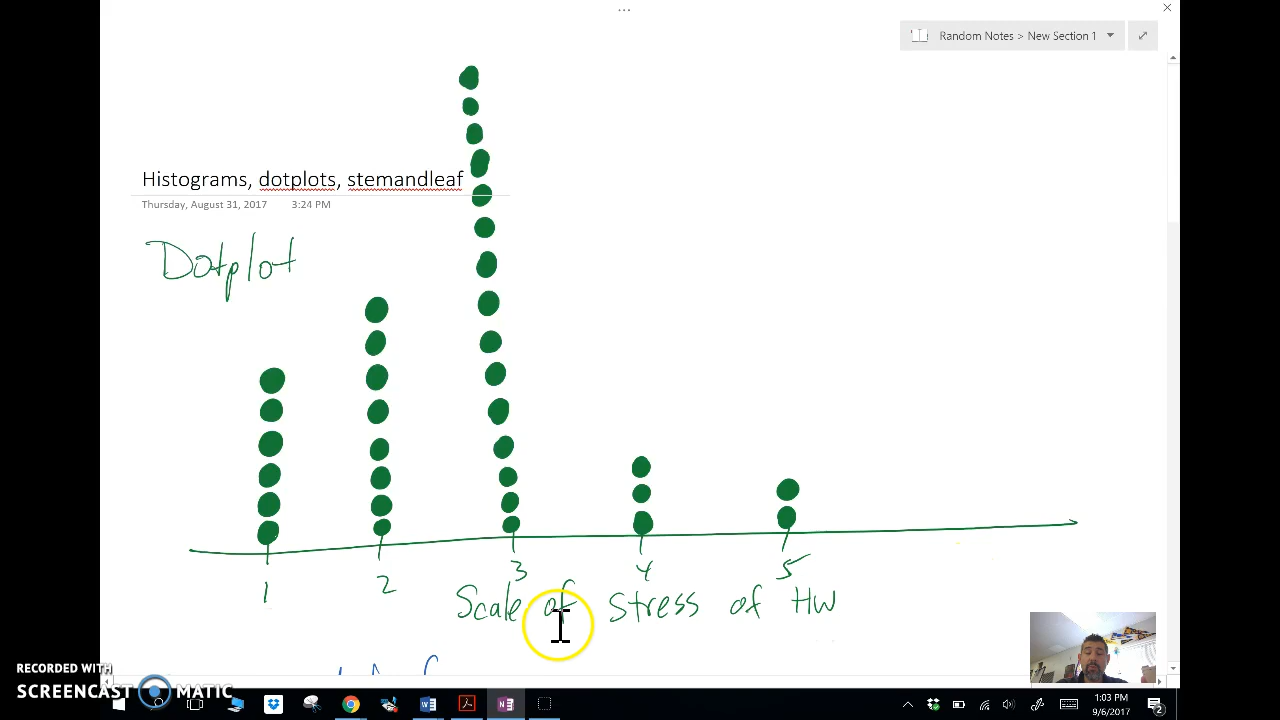 ...
Random Notes > New Section 1
Histograms, dotplots, stemandleaf
Thursday, August 31, 2017 3:24 PM
Dotplot
1 2 3 4 5
Scale of stress of HW
RECORDED WITH
SCREENCAST MATIC
1:03 PM
9/6/2017
2